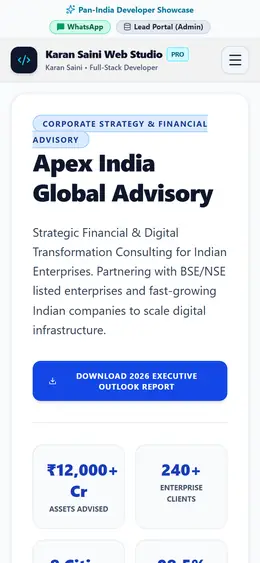 Pan-India Developer Showcase
WhatsApp
Lead Portal (Admin)
</> Karan Saini Web Studio PRO
Karan Saini • Full-Stack Developer
CORPORATE STRATEGY & FINANCIAL
ADVISORY
Apex India
Global Advisory
Strategic Financial & Digital
Transformation Consulting for Indian
Enterprises. Partnering with BSE/NSE
listed enterprises and fast-growing
Indian companies to scale digital
infrastructure.
DOWNLOAD 2026 EXECUTIVE
OUTLOOK REPORT
₹12,000+
Cr
ASSETS ADVISED
240+
ENTERPRISE
CLIENTS